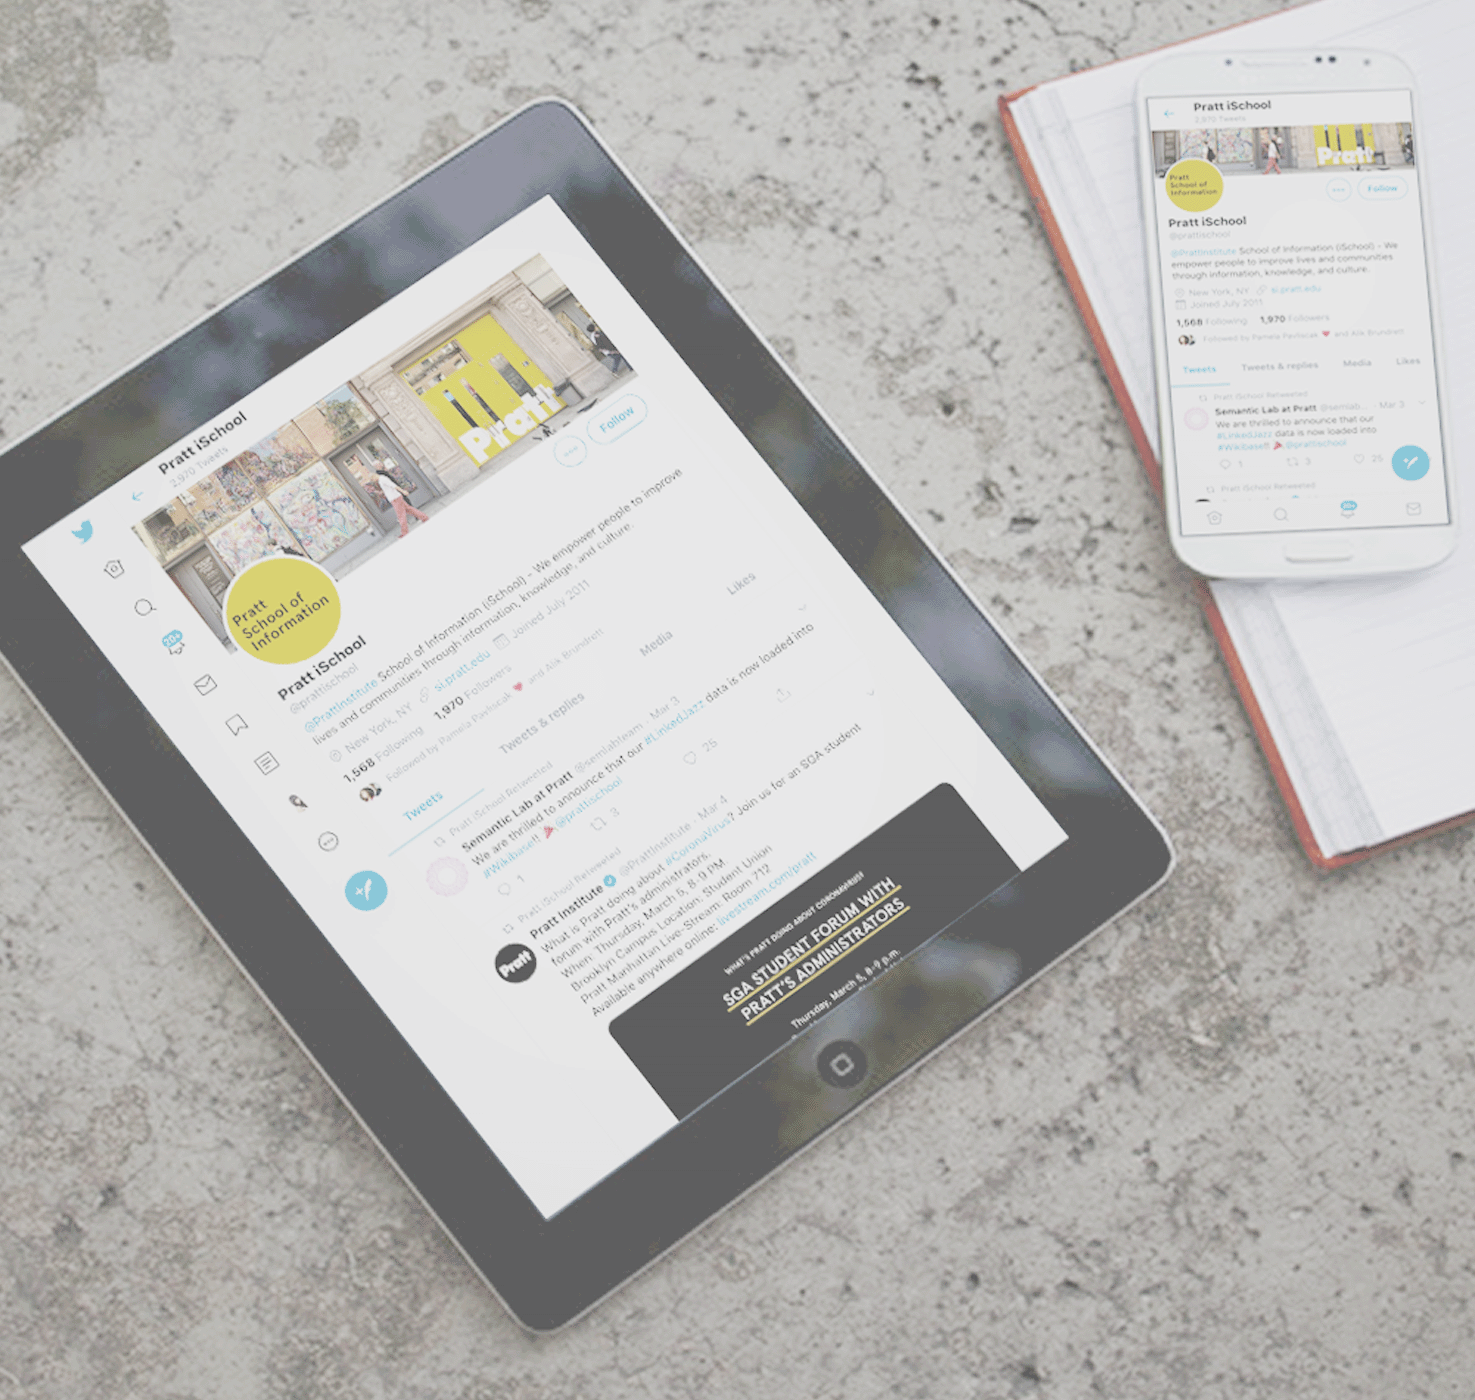 Pratt iSchool
2,970 Tweets
Pratt
Follow
Pratt
School of
Information
Pratt iSchool
@prattischool
@PrattInstitute School of Information (iSchool) - We empower people to improve
lives and communities through information, knowledge, and culture.
New York, NY si.pratt.edu Joined July 2011
1,568 Following 1,970 Followers
Followed by Pamela Pavliscak and Alik Brundrett
Tweets Tweets & replies Media Likes
20+
Pratt iSchool Retweeted
Semantic Lab at Pratt @semlabteam · Mar 3
We are thrilled to announce that our #LinkedJazz data is now loaded into
#Wikibase!! @prattischool
1 3 25
Pratt iSchool Retweeted
Pratt Institute @PrattInstitute · Mar 4
What is Pratt doing about #CoronaVirus? Join us for an SGA student
forum with Pratt's administrators.
When: Thursday, March 5, 8-9 PM
Brooklyn Campus Location: Student Union
Pratt Manhattan Live-Stream: Room 712
Available anywhere online: livestream.com/pratt
Pratt
WHAT'S PRATT DOING ABOUT CORONAVIRUS?
SGA STUDENT FORUM WITH
PRATT'S ADMINISTRATORS
Thursday, March 5, 8-9 p.m.
Pratt iSchool
2,970 Tweets
Pratt
Pratt
School of
Information
Follow
Pratt iSchool
@prattischool
@PrattInstitute School of Information (iSchool) - We
empower people to improve lives and communities
through information, knowledge, and culture.
New York, NY si.pratt.edu
Joined July 2011
1,568 Following 1,970 Followers
Followed by Pamela Pavliscak and Alik Brundrett
Tweets Tweets & replies Media Likes
Pratt iSchool Retweeted
Semantic Lab at Pratt @semlab... · Mar 3
We are thrilled to announce that our
#LinkedJazz data is now loaded into
#Wikibase!! @prattischool
1 3 25
Pratt iSchool Retweeted
20+